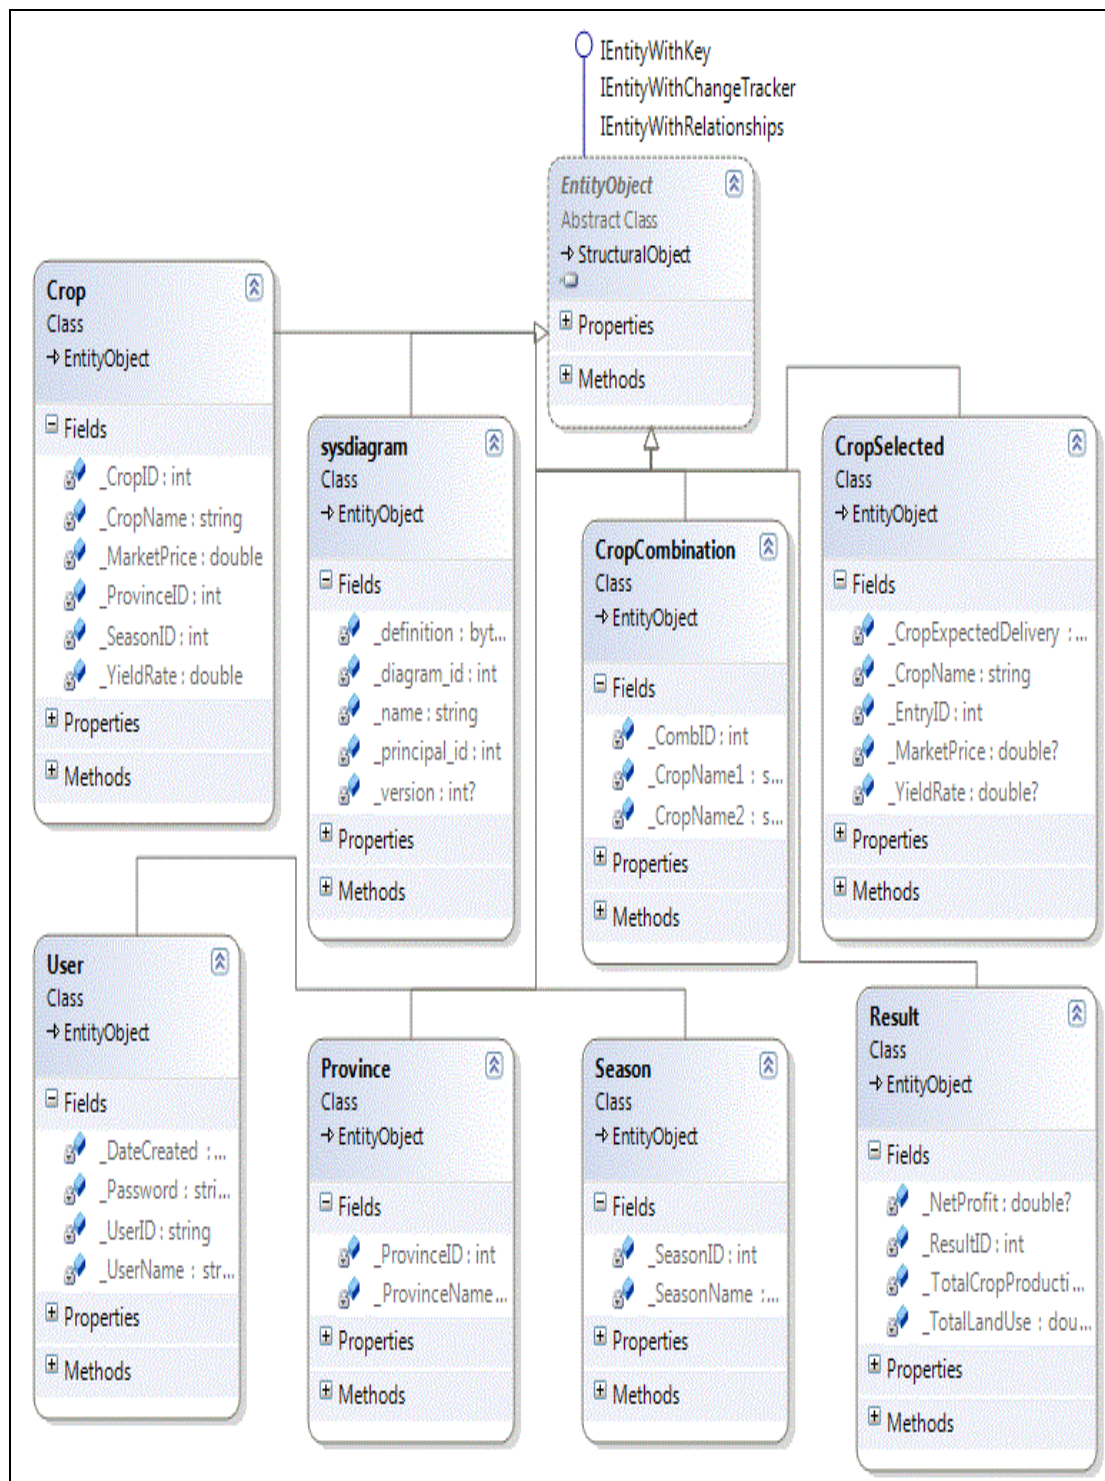 IEntityWithKey
IEntityWithChangeTracker
IEntityWithRelationships
EntityObject
Abstract Class
StructuralObject
Properties
Methods
Crop
Class
EntityObject
Fields
_CropID : int
_CropName : string
_MarketPrice : double
_ProvinceID : int
_SeasonID : int
_YieldRate : double
Properties
Methods
sysdiagram
Class
EntityObject
Fields
_definition : byt...
_diagram_id : int
_name : string
_principal_id : int
_version : int?
Properties
Methods
CropCombination
Class
EntityObject
Fields
_CombID : int
_CropName1 : s...
_CropName2 : s...
Properties
Methods
CropSelected
Class
EntityObject
Fields
_CropExpectedDelivery : ...
_CropName : string
_EntryID : int
_MarketPrice : double?
_YieldRate : double?
Properties
Methods
User
Class
EntityObject
Fields
_DateCreated : ...
_Password : stri...
_UserID : string
_UserName : str...
Properties
Methods
Province
Class
EntityObject
Fields
_ProvinceID : int
_ProvinceName ...
Properties
Methods
Season
Class
EntityObject
Fields
_SeasonID : int
_SeasonName : ...
Properties
Methods
Result
Class
EntityObject
Fields
_NetProfit : double?
_ResultID : int
_TotalCropProducti...
_TotalLandUse : dou...
Properties
Methods